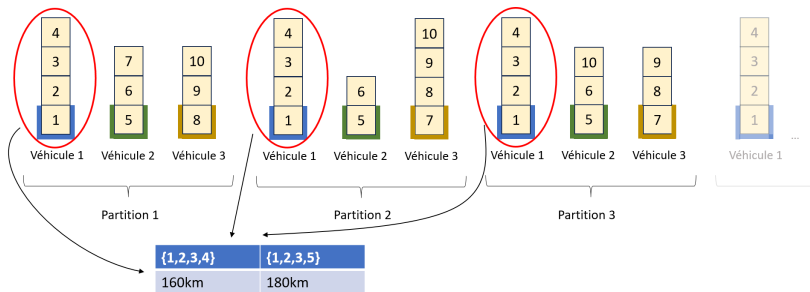 4 4 4 10 4
3 7 10 3 9 3 10 9 3
2 6 9 2 6 8 2 6 8 2
1 5 8 1 5 7 1 5 7 1 ...
Véhicule 1 Véhicule 2 Véhicule 3 Véhicule 1 Véhicule 2 Véhicule 3 Véhicule 1 Véhicule 2 Véhicule 3 Véhicule 1
Partition 1 Partition 2 Partition 3
{1,2,3,4} {1,2,3,5}
160km 180km